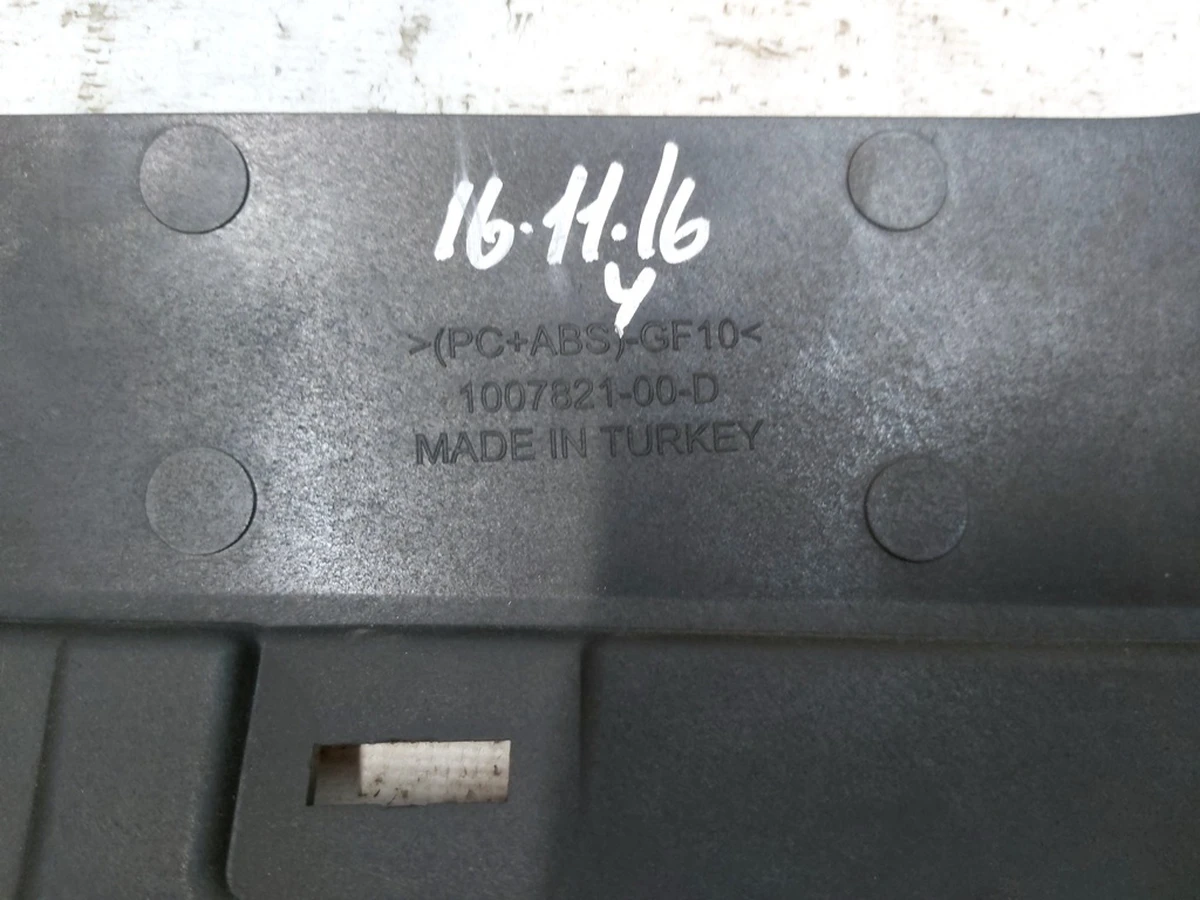 16.11.16
y
>(PC+ABS)-GF10<
1007821-00-D
MADE IN TURKEY